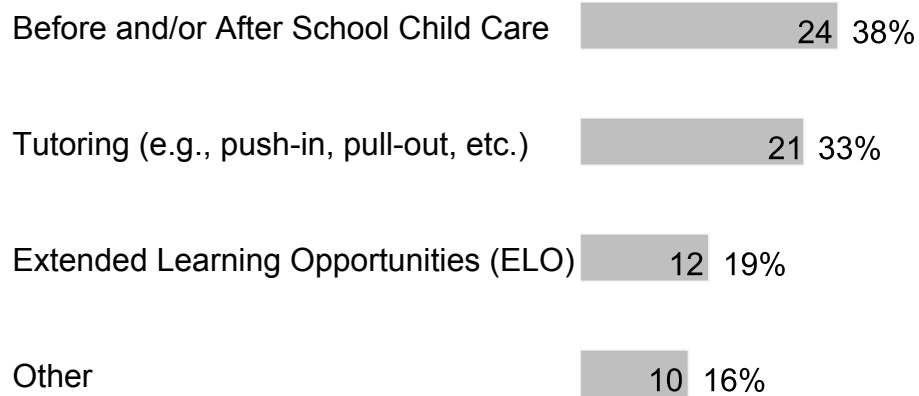 Before and/or After School Child Care 24 38%
Tutoring (e.g., push-in, pull-out, etc.) 21 33%
Extended Learning Opportunities (ELO) 12 19%
Other 10 16%